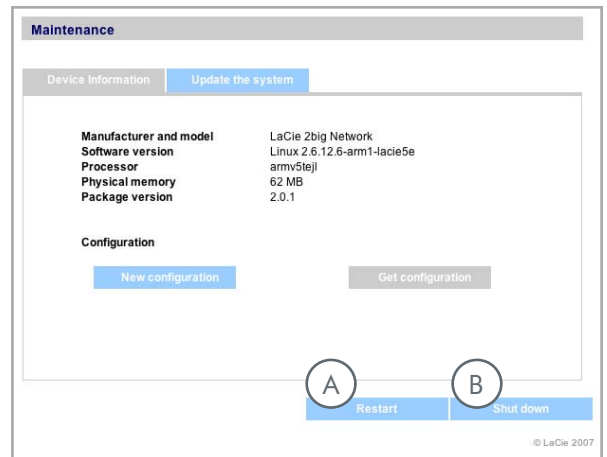 Maintenance
Device Information Update the system
Manufacturer and model LaCie 2big Network
Software version Linux 2.6.12.6-arm1-lacie5e
Processor armv5tejl
Physical memory 62 MB
Package version 2.0.1
Configuration
New configuration Get configuration
A B
Restart Shut down
© LaCie 2007